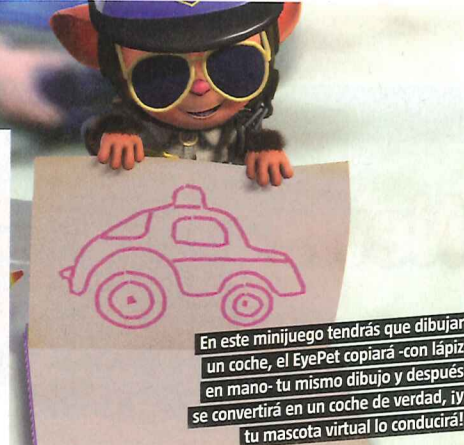 En este minijuego tendrás que dibujar
un coche, el EyePet copiará -con lápiz
en mano- tu mismo dibujo y después
se convertirá en un coche de verdad, ¡y
tu mascota virtual lo conducirá!